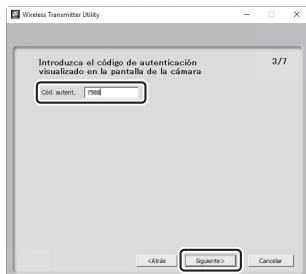 Wireless Transmitter Utility
Introduzca el código de autenticación
visualizado en la pantalla de la cámara
3/7
Cód. autent.
<Atrás
Siguiente>
Cancelar